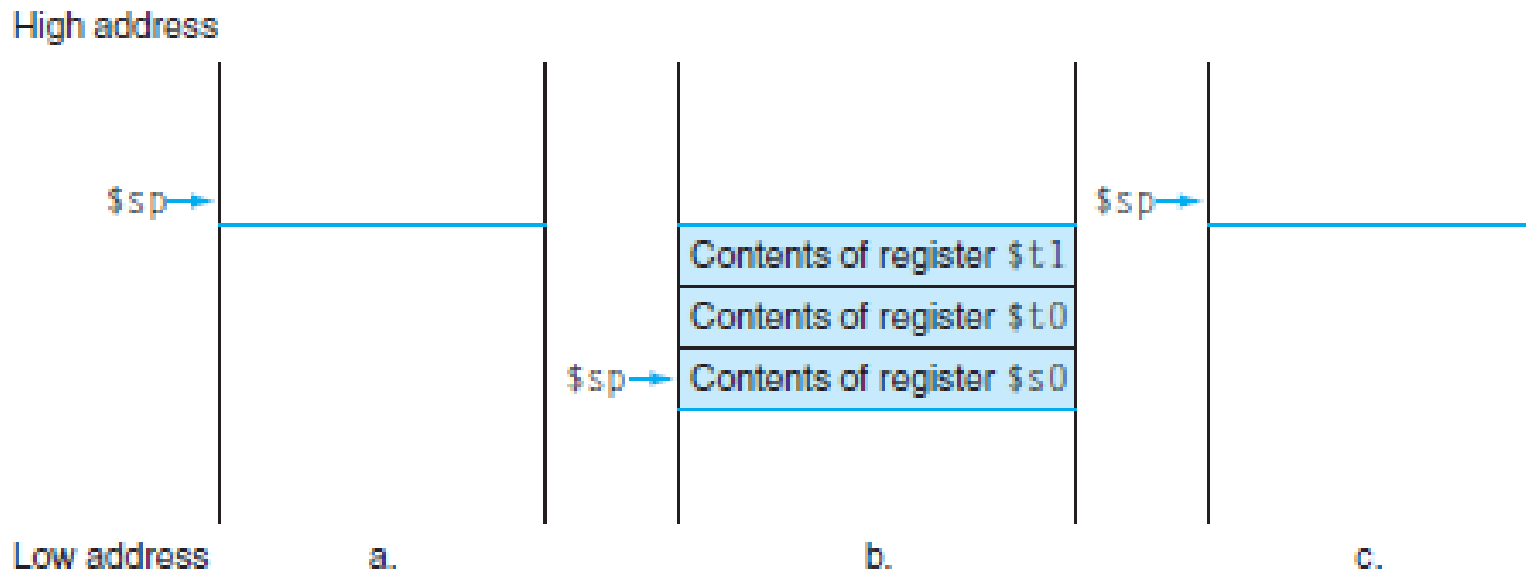 High address
$sp
$sp
Contents of register $t1
Contents of register $t0
$sp
Contents of register $s0
Low address
a.
b.
c.